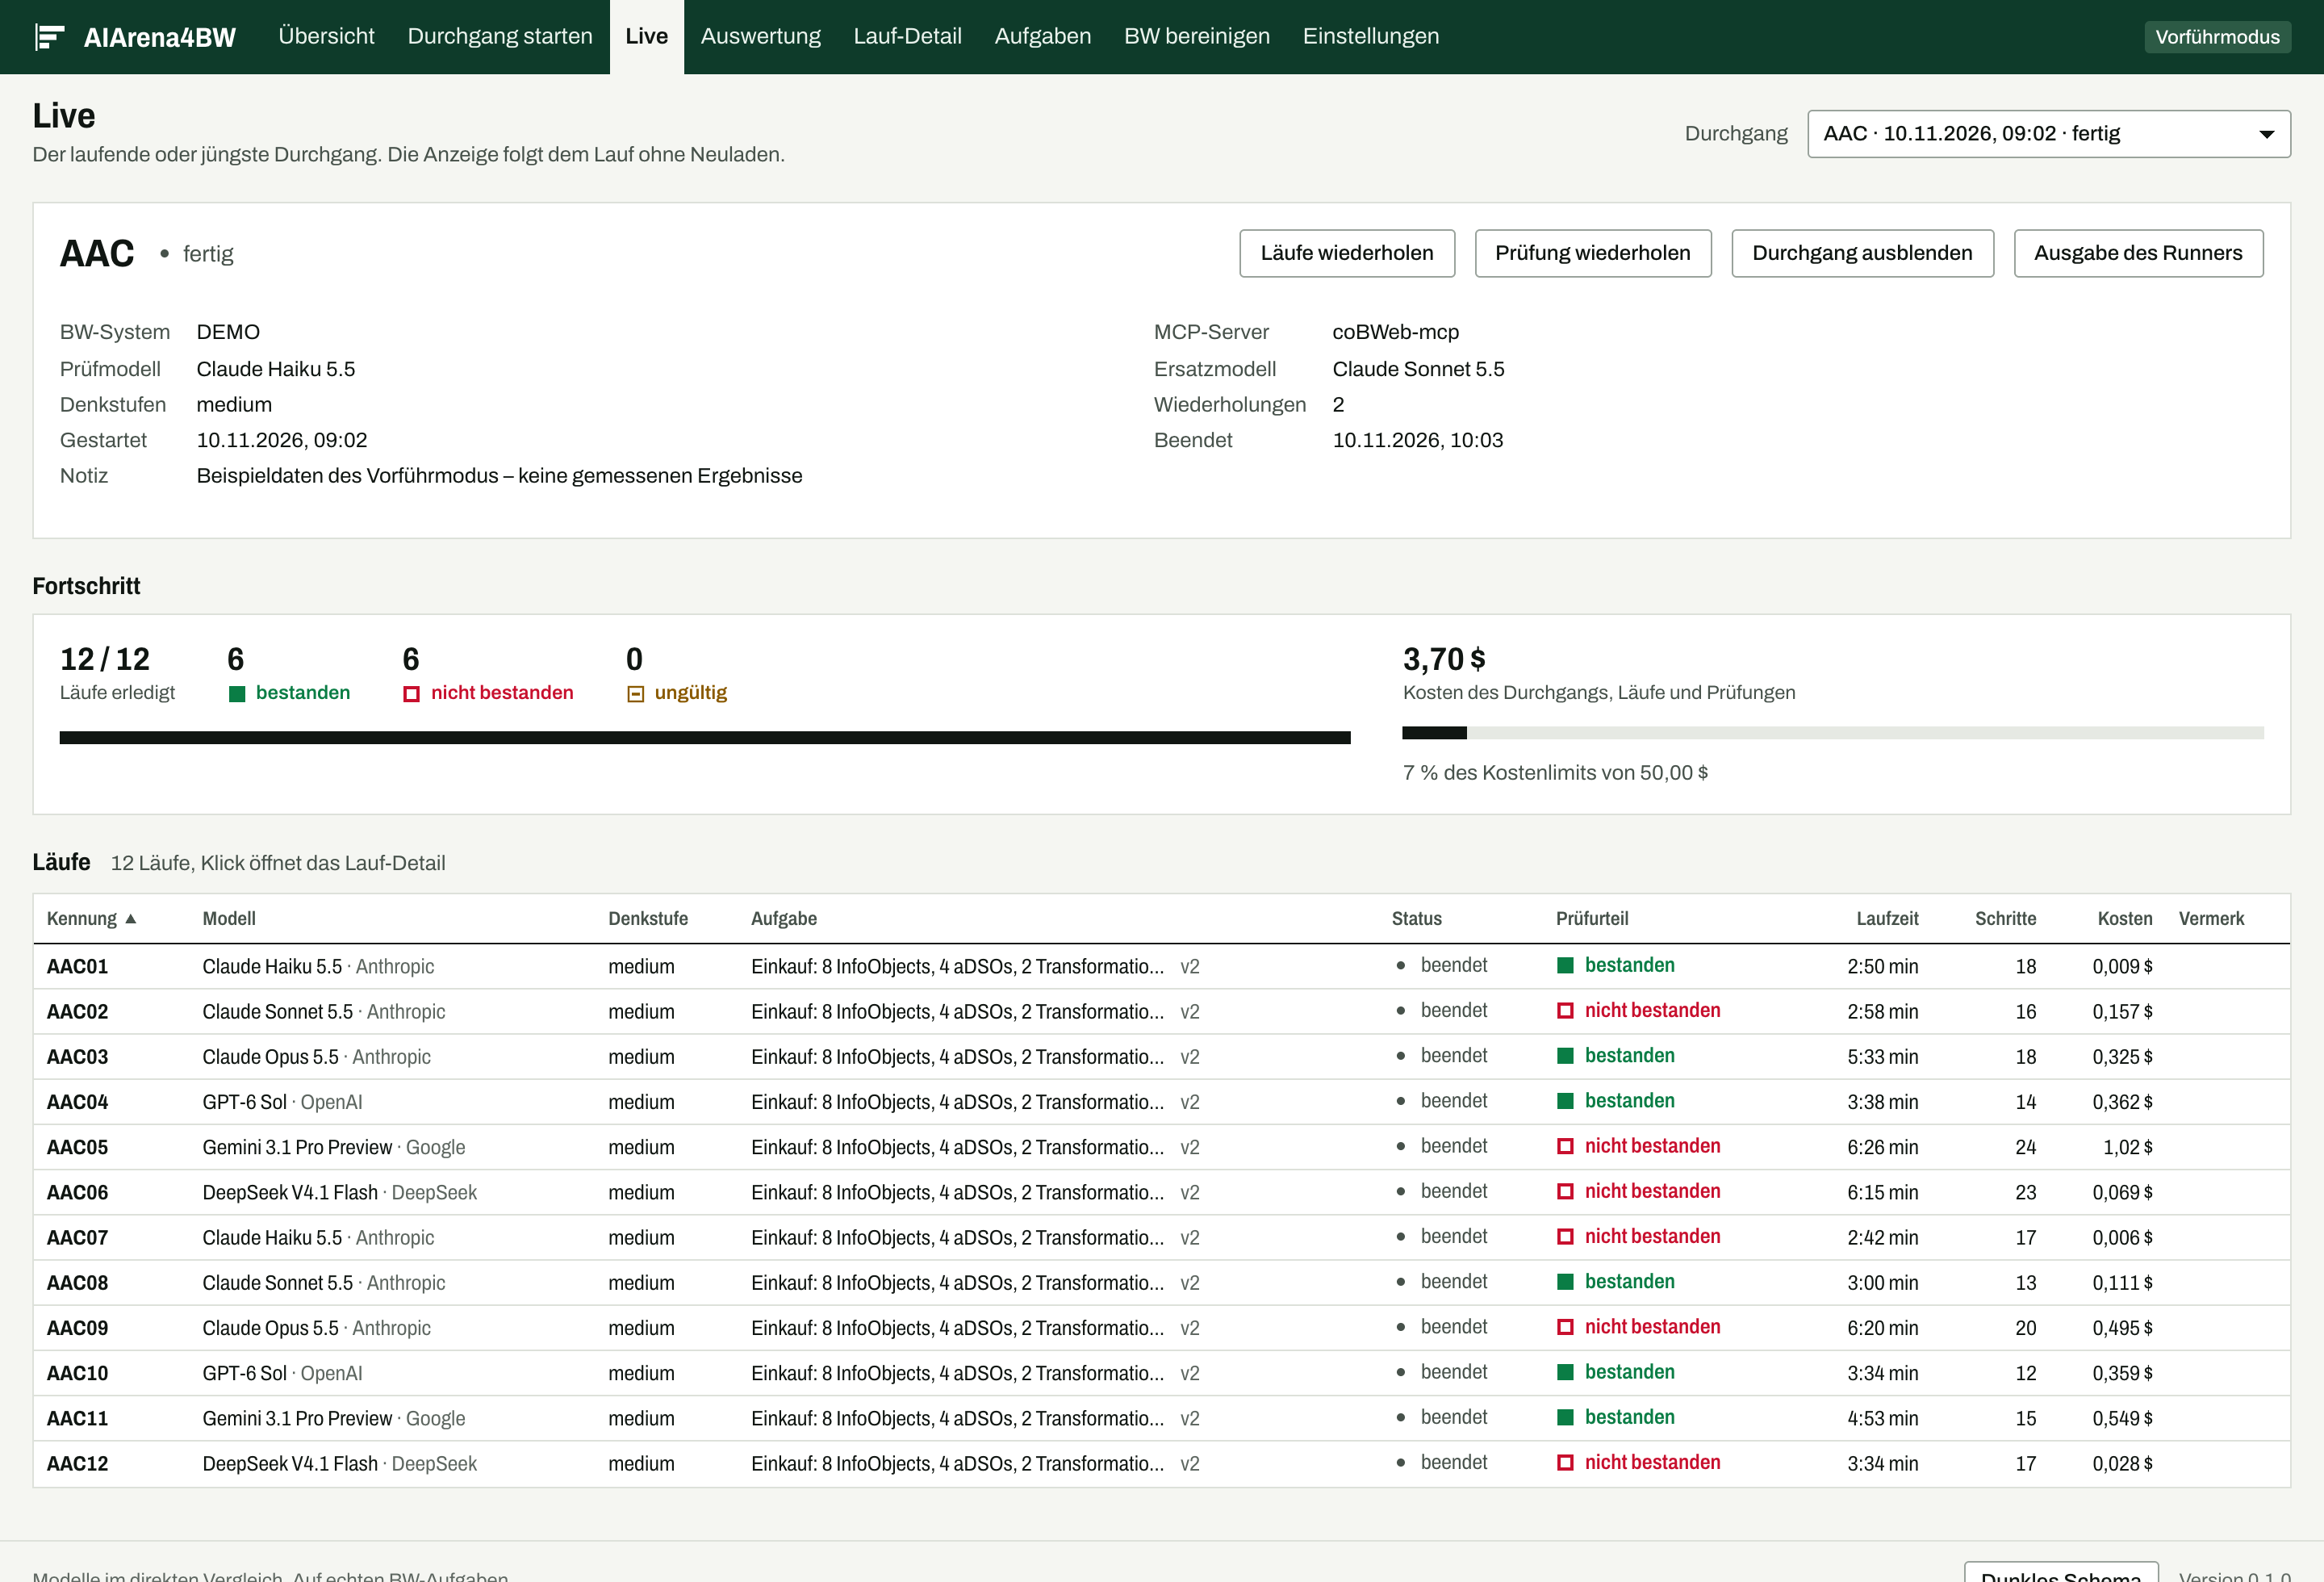 AIArena4BW Übersicht Durchgang starten Live Auswertung Lauf-Detail Aufgaben BW bereinigen Einstellungen Vorführmodus
Live
Der laufende oder jüngste Durchgang. Die Anzeige folgt dem Lauf ohne Neuladen.
Durchgang AAC · 10.11.2026, 09:02 · fertig
AAC • fertig
Läufe wiederholen Prüfung wiederholen Durchgang ausblenden Ausgabe des Runners
BW-System DEMO MCP-Server coBWeb-mcp
Prüfmodell Claude Haiku 5.5 Ersatzmodell Claude Sonnet 5.5
Denkstufen medium Wiederholungen 2
Gestartet 10.11.2026, 09:02 Beendet 10.11.2026, 10:03
Notiz Beispieldaten des Vorführmodus – keine gemessenen Ergebnisse
Fortschritt
12 / 12 6 6 0 3,70 $
Läufe erledigt bestanden nicht bestanden ungültig Kosten des Durchgangs, Läufe und Prüfungen
7 % des Kostenlimits von 50,00 $
Läufe 12 Läufe, Klick öffnet das Lauf-Detail
Kennung ▲ Modell Denkstufe Aufgabe Status Prüfurteil Laufzeit Schritte Kosten Vermerk
AAC01 Claude Haiku 5.5 · Anthropic medium Einkauf: 8 InfoObjects, 4 aDSOs, 2 Transformatio... v2 • beendet bestanden 2:50 min 18 0,009 $
AAC02 Claude Sonnet 5.5 · Anthropic medium Einkauf: 8 InfoObjects, 4 aDSOs, 2 Transformatio... v2 • beendet nicht bestanden 2:58 min 16 0,157 $
AAC03 Claude Opus 5.5 · Anthropic medium Einkauf: 8 InfoObjects, 4 aDSOs, 2 Transformatio... v2 • beendet bestanden 5:33 min 18 0,325 $
AAC04 GPT-6 Sol · OpenAI medium Einkauf: 8 InfoObjects, 4 aDSOs, 2 Transformatio... v2 • beendet bestanden 3:38 min 14 0,362 $
AAC05 Gemini 3.1 Pro Preview · Google medium Einkauf: 8 InfoObjects, 4 aDSOs, 2 Transformatio... v2 • beendet nicht bestanden 6:26 min 24 1,02 $
AAC06 DeepSeek V4.1 Flash · DeepSeek medium Einkauf: 8 InfoObjects, 4 aDSOs, 2 Transformatio... v2 • beendet nicht bestanden 6:15 min 23 0,069 $
AAC07 Claude Haiku 5.5 · Anthropic medium Einkauf: 8 InfoObjects, 4 aDSOs, 2 Transformatio... v2 • beendet nicht bestanden 2:42 min 17 0,006 $
AAC08 Claude Sonnet 5.5 · Anthropic medium Einkauf: 8 InfoObjects, 4 aDSOs, 2 Transformatio... v2 • beendet bestanden 3:00 min 13 0,111 $
AAC09 Claude Opus 5.5 · Anthropic medium Einkauf: 8 InfoObjects, 4 aDSOs, 2 Transformatio... v2 • beendet nicht bestanden 6:20 min 20 0,495 $
AAC10 GPT-6 Sol · OpenAI medium Einkauf: 8 InfoObjects, 4 aDSOs, 2 Transformatio... v2 • beendet bestanden 3:34 min 12 0,359 $
AAC11 Gemini 3.1 Pro Preview · Google medium Einkauf: 8 InfoObjects, 4 aDSOs, 2 Transformatio... v2 • beendet bestanden 4:53 min 15 0,549 $
AAC12 DeepSeek V4.1 Flash · DeepSeek medium Einkauf: 8 InfoObjects, 4 aDSOs, 2 Transformatio... v2 • beendet nicht bestanden 3:34 min 17 0,028 $
Modelle im direkten Vergleich. Auf echten BW-Aufgaben. Dunkles Schema Version 0.1.0